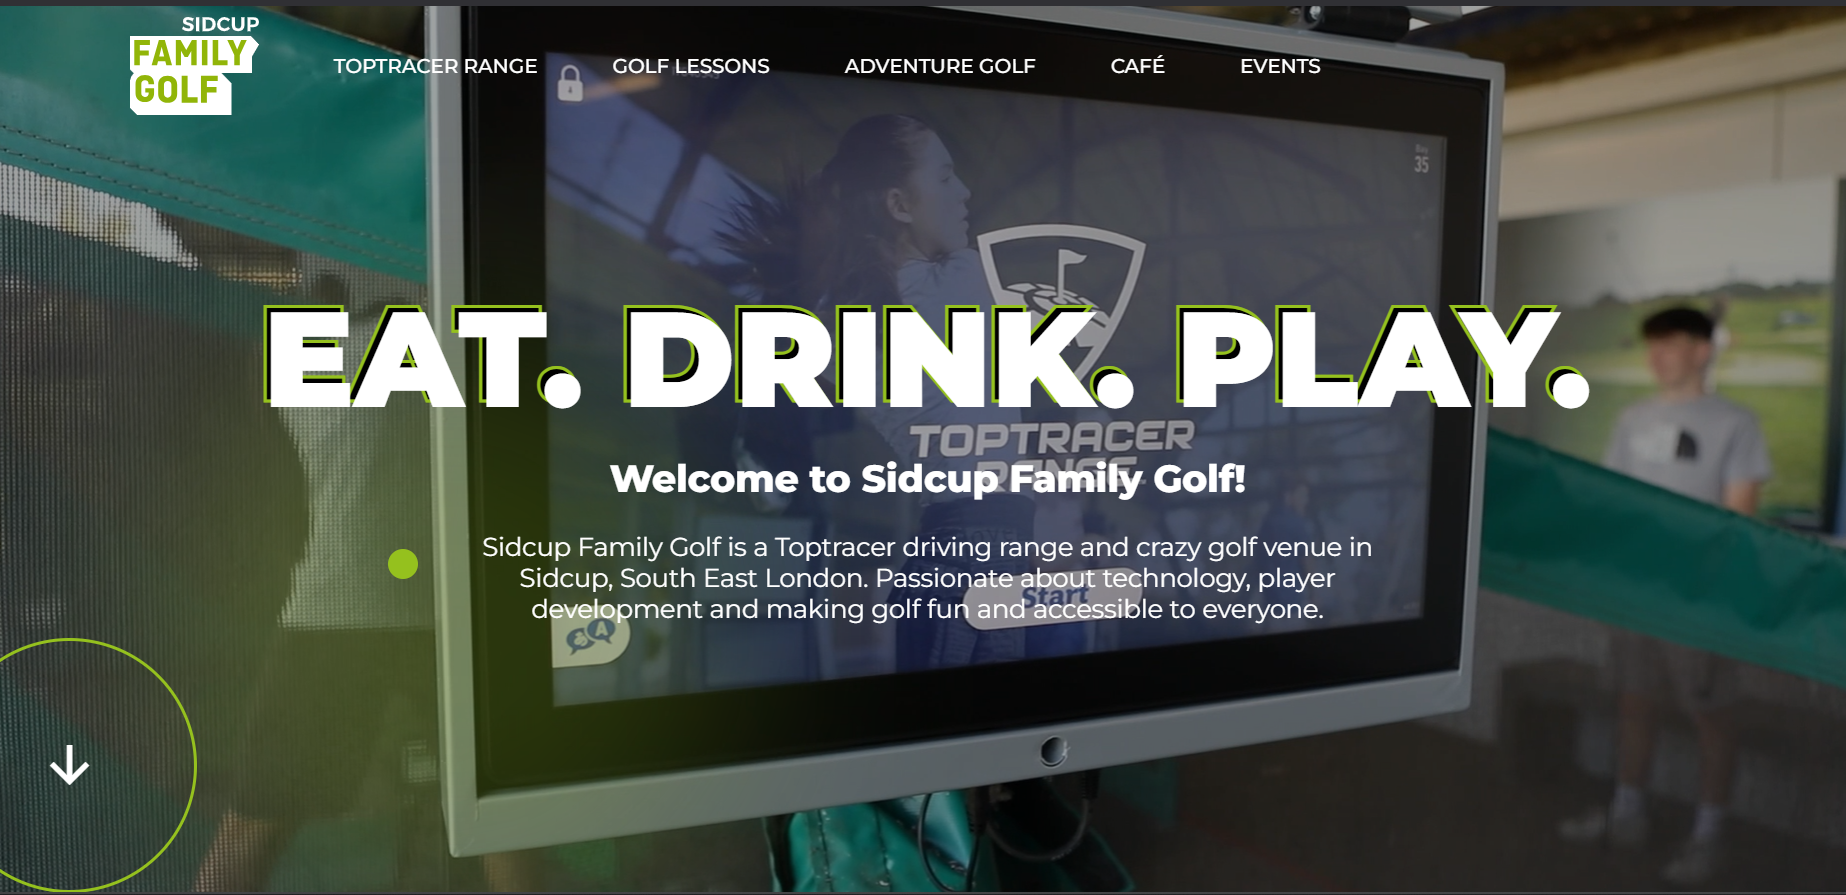 SIDCUP
FAMILY
GOLF
TOPTRACER RANGE
GOLF LESSONS
ADVENTURE GOLF
CAFÉ
EVENTS
Bay
35
EAT. DRINK. PLAY.
TOPTRACER
RANGE
Welcome to Sidcup Family Golf!
Sidcup Family Golf is a Toptracer driving range and crazy golf venue in
Sidcup, South East London. Passionate about technology, player
development and making golf fun and accessible to everyone.
Start
A